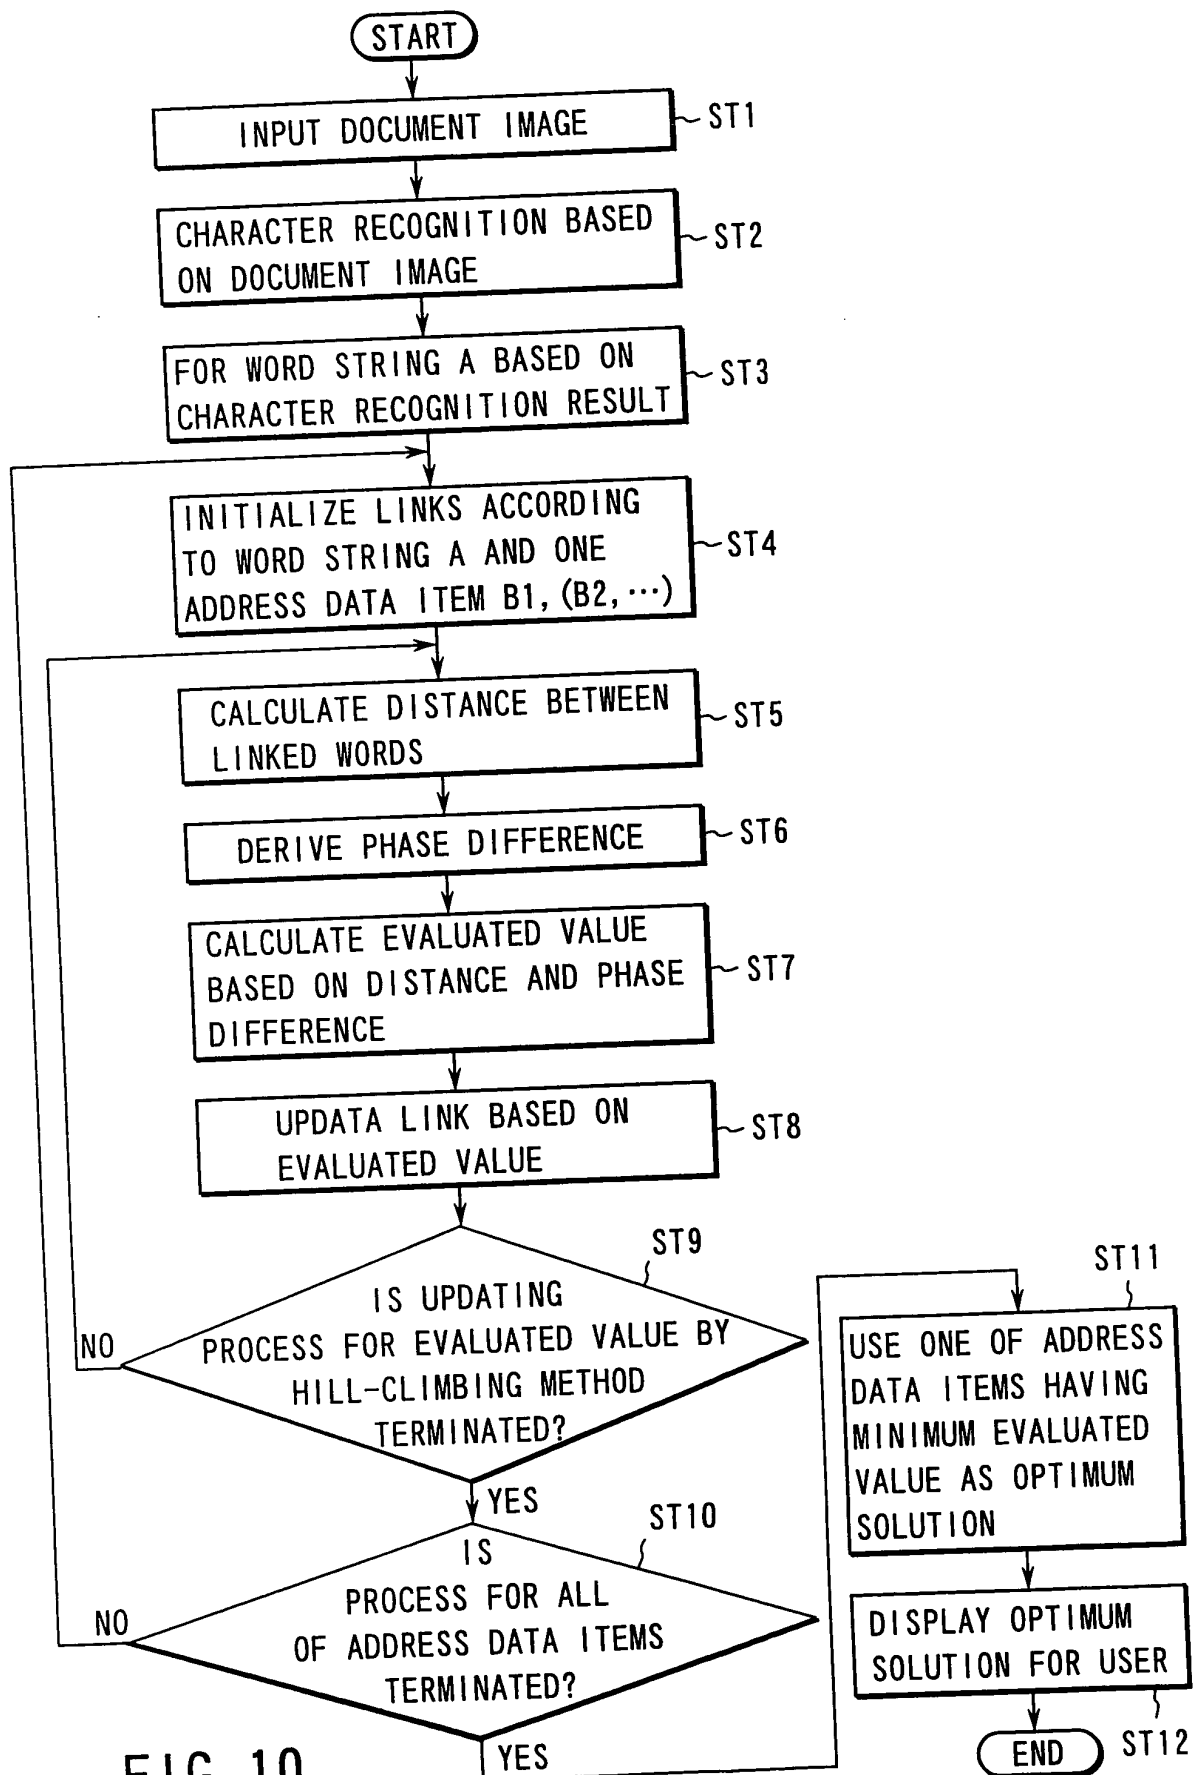 START
INPUT DOCUMENT IMAGE
ST1
CHARACTER RECOGNITION BASED
ON DOCUMENT IMAGE
ST2
FOR WORD STRING A BASED ON
CHARACTER RECOGNITION RESULT
ST3
INITIALIZE LINKS ACCORDING
TO WORD STRING A AND ONE
ADDRESS DATA ITEM B1, (B2, ···)
ST4
CALCULATE DISTANCE BETWEEN
LINKED WORDS
ST5
DERIVE PHASE DIFFERENCE
ST6
CALCULATE EVALUATED VALUE
BASED ON DISTANCE AND PHASE
DIFFERENCE
ST7
UPDATA LINK BASED ON
EVALUATED VALUE
ST8
ST9
IS UPDATING
PROCESS FOR EVALUATED VALUE BY
HILL-CLIMBING METHOD
TERMINATED?
NO
YES
ST10
IS
PROCESS FOR ALL
OF ADDRESS DATA ITEMS
TERMINATED?
NO
YES
ST11
USE ONE OF ADDRESS
DATA ITEMS HAVING
MINIMUM EVALUATED
VALUE AS OPTIMUM
SOLUTION
DISPLAY OPTIMUM
SOLUTION FOR USER
ST12
END
FIG. 10